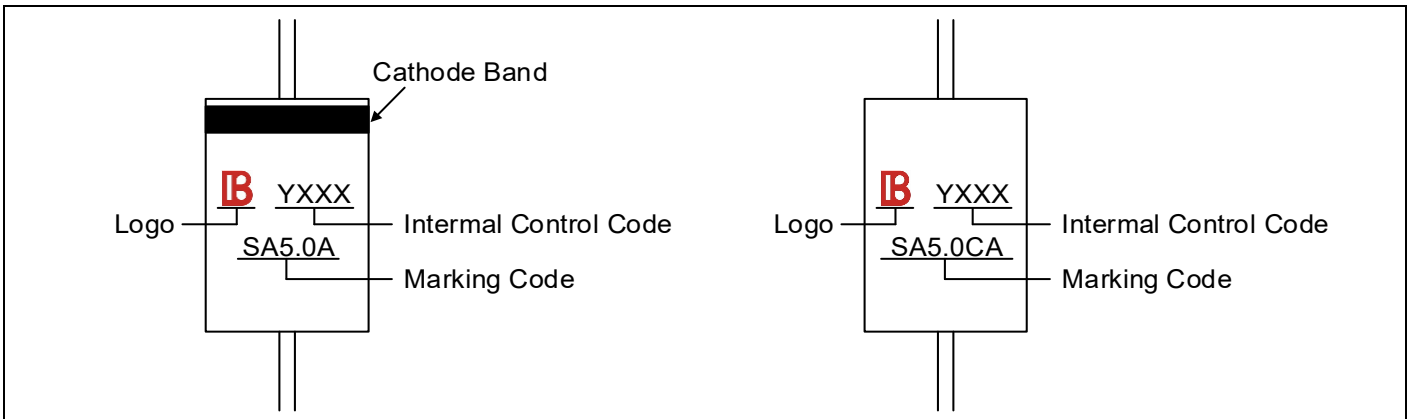 Cathode Band
B YXXX
Logo
Intermal Control Code
SA5.0A
Marking Code
B YXXX
Logo
Intermal Control Code
SA5.0CA
Marking Code